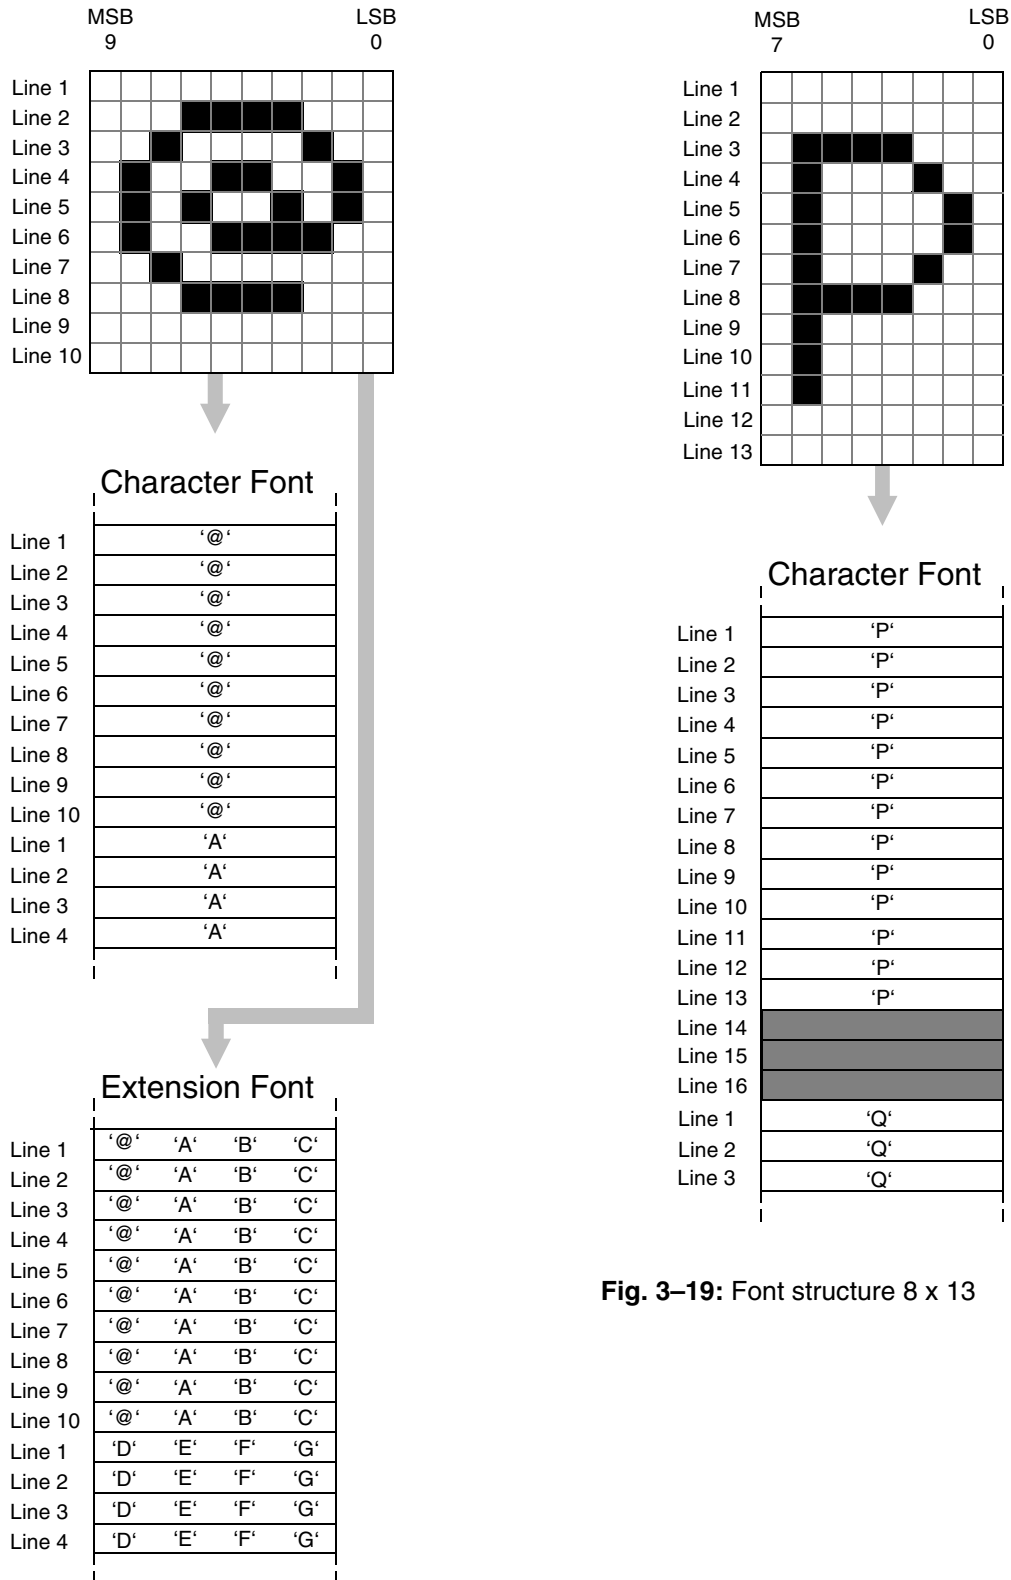 MSB LSB
9 0
Line 1
Line 2
Line 3
Line 4
Line 5
Line 6
Line 7
Line 8
Line 9
Line 10
Character Font
Line 1 ‘@‘
Line 2 ‘@‘
Line 3 ‘@‘
Line 4 ‘@‘
Line 5 ‘@‘
Line 6 ‘@‘
Line 7 ‘@‘
Line 8 ‘@‘
Line 9 ‘@‘
Line 10 ‘@‘
Line 1 ‘A‘
Line 2 ‘A‘
Line 3 ‘A‘
Line 4 ‘A‘
Extension Font
Line 1 ‘@‘ ‘A‘ ‘B‘ ‘C‘
Line 2 ‘@‘ ‘A‘ ‘B‘ ‘C‘
Line 3 ‘@‘ ‘A‘ ‘B‘ ‘C‘
Line 4 ‘@‘ ‘A‘ ‘B‘ ‘C‘
Line 5 ‘@‘ ‘A‘ ‘B‘ ‘C‘
Line 6 ‘@‘ ‘A‘ ‘B‘ ‘C‘
Line 7 ‘@‘ ‘A‘ ‘B‘ ‘C‘
Line 8 ‘@‘ ‘A‘ ‘B‘ ‘C‘
Line 9 ‘@‘ ‘A‘ ‘B‘ ‘C‘
Line 10 ‘@‘ ‘A‘ ‘B‘ ‘C‘
Line 1 ‘D‘ ‘E‘ ‘F‘ ‘G‘
Line 2 ‘D‘ ‘E‘ ‘F‘ ‘G‘
Line 3 ‘D‘ ‘E‘ ‘F‘ ‘G‘
Line 4 ‘D‘ ‘E‘ ‘F‘ ‘G‘
MSB LSB
7 0
Line 1
Line 2
Line 3
Line 4
Line 5
Line 6
Line 7
Line 8
Line 9
Line 10
Line 11
Line 12
Line 13
Character Font
Line 1 ‘P‘
Line 2 ‘P‘
Line 3 ‘P‘
Line 4 ‘P‘
Line 5 ‘P‘
Line 6 ‘P‘
Line 7 ‘P‘
Line 8 ‘P‘
Line 9 ‘P‘
Line 10 ‘P‘
Line 11 ‘P‘
Line 12 ‘P‘
Line 13 ‘P‘
Line 14
Line 15
Line 16
Line 1 ‘Q‘
Line 2 ‘Q‘
Line 3 ‘Q‘
Fig. 3–19: Font structure 8 x 13